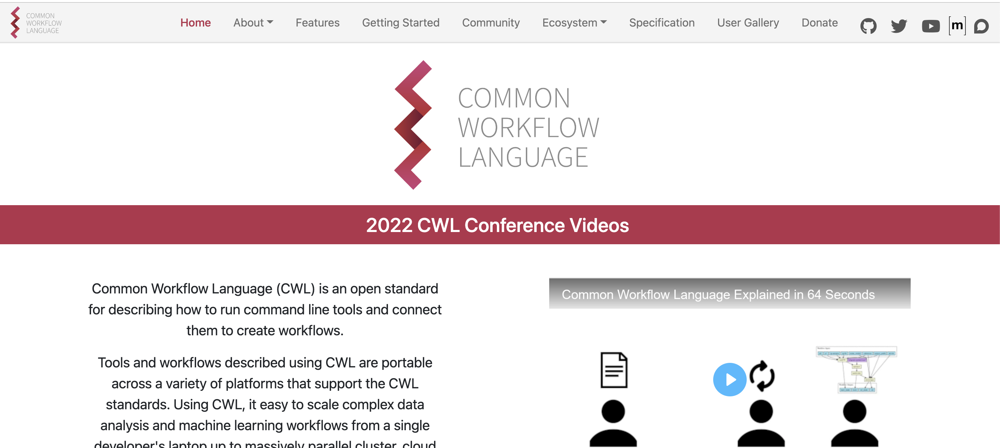 COMMON
WORKFLOW
LANGUAGE
Home About Features Getting Started Community Ecosystem Specification User Gallery Donate [m]
COMMON
WORKFLOW
LANGUAGE
2022 CWL Conference Videos
Common Workflow Language (CWL) is an open standard
for describing how to run command line tools and connect
them to create workflows.
Tools and workflows described using CWL are portable
across a variety of platforms that support the CWL
standards. Using CWL, it easy to scale complex data
analysis and machine learning workflows from a single
developer's laptop up to massively parallel cluster, cloud
Common Workflow Language Explained in 64 Seconds